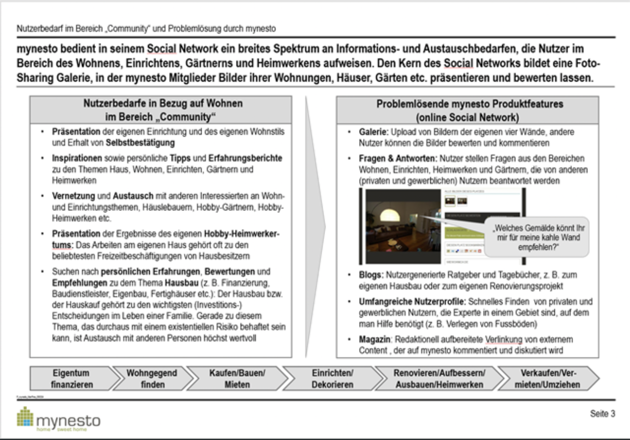 Nutzerbedarf im Bereich „Community“ und Problemlösung durch mynesto
mynesto bedient in seinem Social Network ein breites Spektrum an Informations- und Austauschbedarfen, die Nutzer im
Bereich des Wohnens, Einrichtens, Gärtnerns und Heimwerkens aufweisen. Den Kern des Social Networks bildet eine Foto-
Sharing Galerie, in der mynesto Mitglieder Bilder ihrer Wohnungen, Häuser, Gärten etc. präsentieren und bewerten lassen.
Nutzerbedarfe in Bezug auf Wohnen
im Bereich „Community“
• Präsentation der eigenen Einrichtung und des eigenen Wohnstils
und Erhalt von Selbstbestätigung
• Inspirationen sowie persönliche Tipps und Erfahrungsberichte
zu den Themen Haus, Wohnen, Einrichten, Gärtnern und
Heimwerken
• Vernetzung und Austausch mit anderen Interessierten an Wohn-
und Einrichtungsthemen, Häuslebauern, Hobby-Gärtnern, Hobby-
Heimwerken etc.
• Präsentation der Ergebnisse des eigenen Hobby-Heimwerker-
tums: Das Arbeiten am eigenen Haus gehört oft zu den
beliebtesten Freizeitbeschäftigungen von Hausbesitzern
• Suchen nach persönlichen Erfahrungen, Bewertungen und
Empfehlungen zu dem Thema Hausbau (z. B. Finanzierung,
Baudienstleister, Eigenbau, Fertighäuser etc.): Der Hausbau bzw.
der Hauskauf gehört zu den wichtigsten (Investitions-)
Entscheidungen im Leben einer Familie. Gerade zu diesem
Thema, das durchaus mit einem existentiellen Risiko behaftet sein
kann, ist Austausch mit anderen Personen höchst wertvoll
Problemlösende mynesto Produktfeatures
(online Social Network)
• Galerie: Upload von Bildern der eigenen vier Wände, andere
Nutzer können die Bilder bewerten und kommentieren
• Fragen & Antworten: Nutzer stellen Fragen aus den Bereichen
Wohnen, Einrichten, Heimwerken und Gärtnern, die von anderen
(privaten und gewerblichen) Nutzern beantwortet werden
„Welches Gemälde könnt Ihr
mir für meine kahle Wand
empfehlen?“
• Blogs: Nutzergenerierte Ratgeber und Tagebücher, z. B. zum
eigenen Hausbau oder zum eigenen Renovierungsprojekt
• Umfangreiche Nutzerprofile: Schnelles Finden von privaten und
gewerblichen Nutzern, die Experte in einem Gebiet sind, auf dem
man Hilfe benötigt (z. B. Verlegen von Fussböden)
• Magazin: Redaktionell aufbereitete Verlinkung von externem
Content , der auf mynesto kommentiert und diskutiert wird
Eigentum
finanzieren
Wohngegend
finden
Kaufen/Bauen/
Mieten
Einrichten/
Dekorieren
Renovieren/Aufbessern/
Ausbauen/Heimwerken
Verkaufen/Ver-
mieten/Umziehen
mynesto
home sweet home
Seite 3